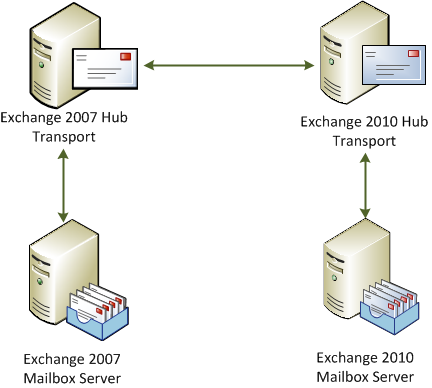 Exchange 2007 Hub
Transport
Exchange 2010 Hub
Transport
Exchange 2007
Mailbox Server
Exchange 2010
Mailbox Server